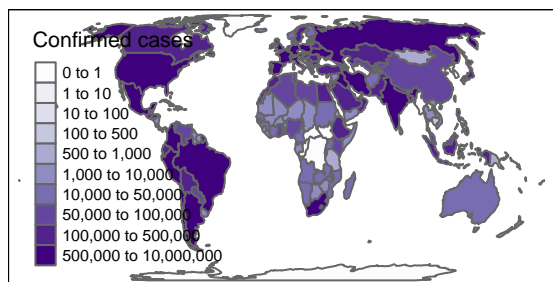 Confirmed cases
0 to 1
1 to 10
10 to 100
100 to 500
500 to 1,000
1,000 to 10,000
10,000 to 50,000
50,000 to 100,000
100,000 to 500,000
500,000 to 10,000,000